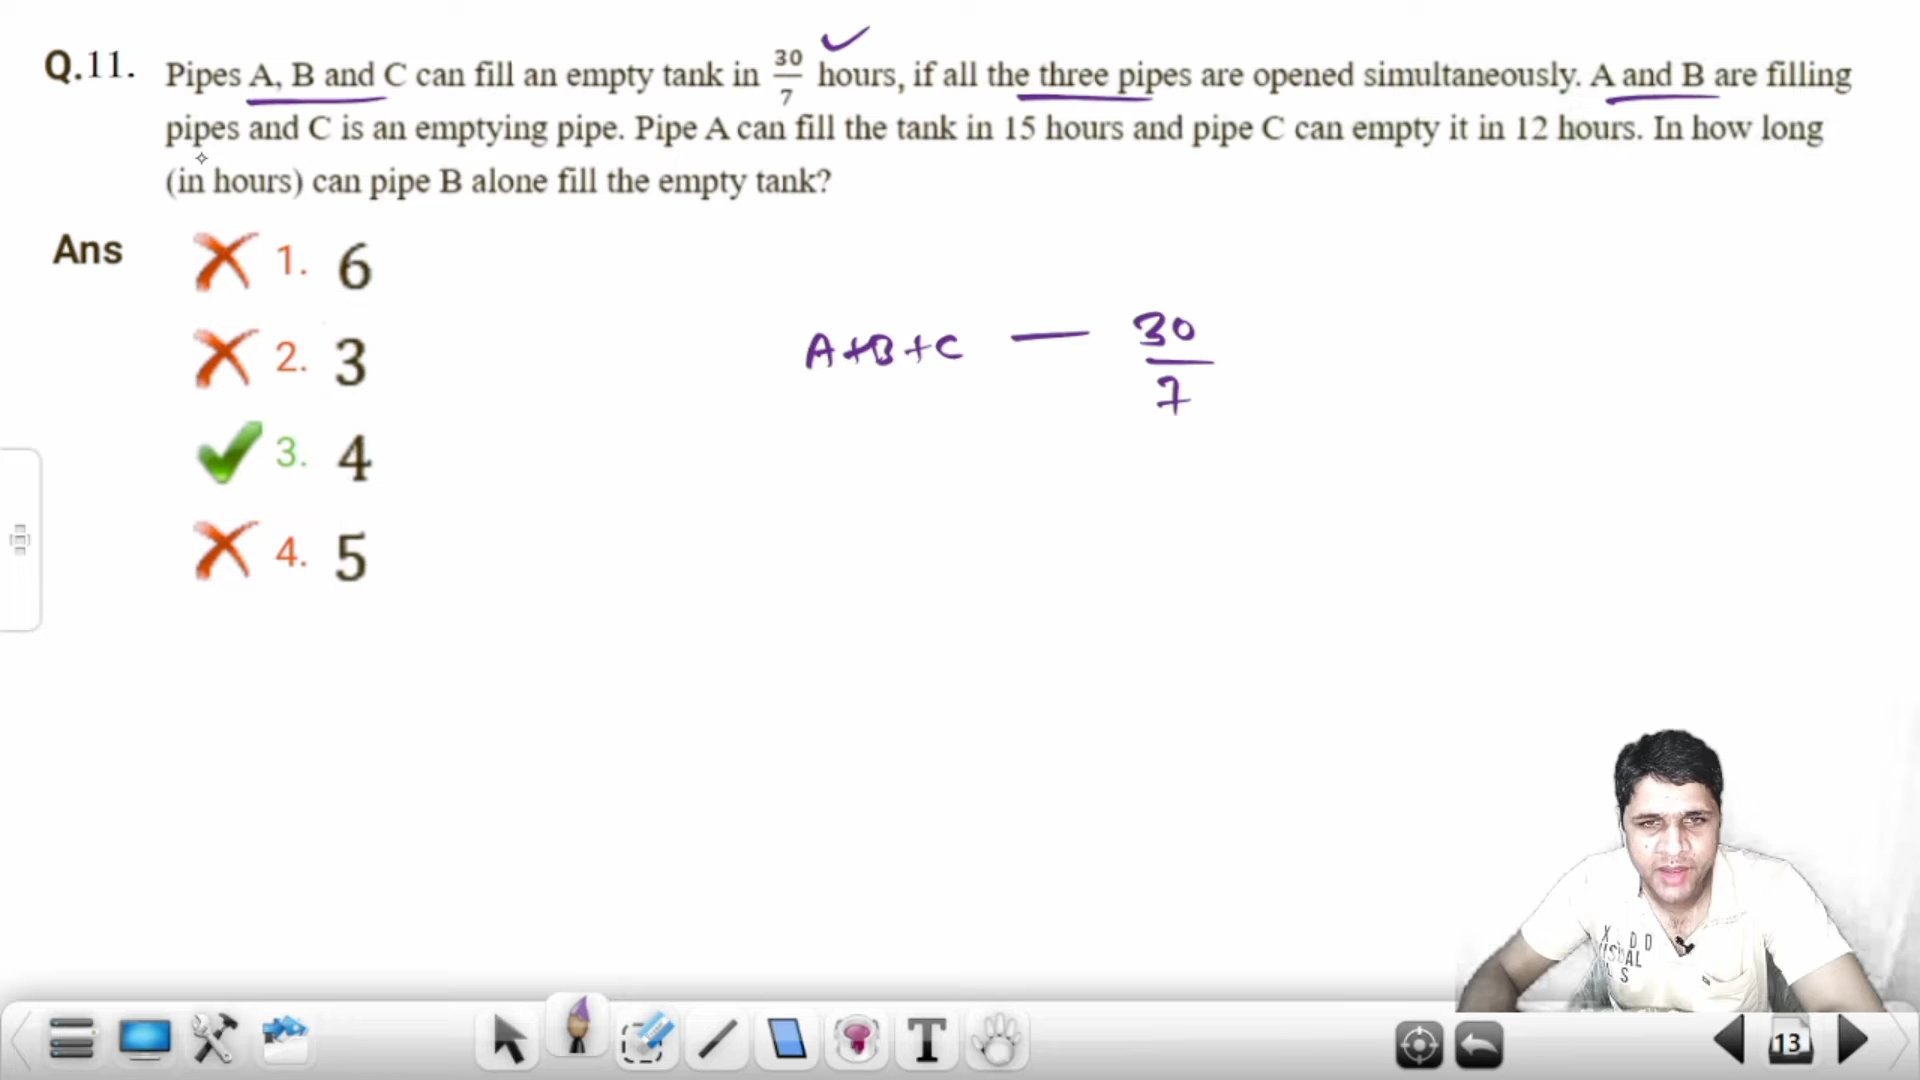 Q.11. Pipes A, B and C can fill an empty tank in 30/7 hours, if all the three pipes are opened simultaneously. A and B are filling
pipes and C is an emptying pipe. Pipe A can fill the tank in 15 hours and pipe C can empty it in 12 hours. In how long
(in hours) can pipe B alone fill the empty tank?
Ans
1. 6
2. 3
3. 4
4. 5
A+B+C — 30/7
13